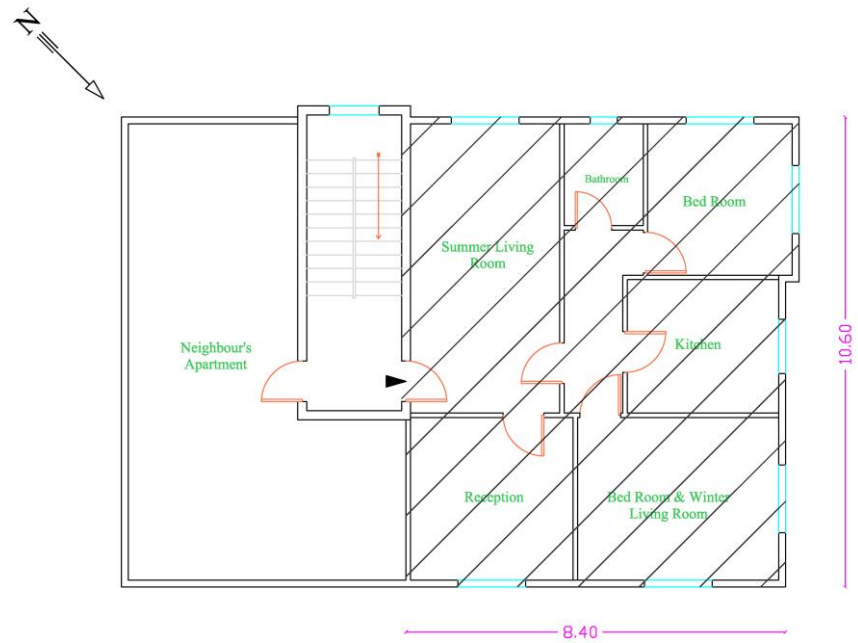 N
Bathroom
Bed Room
Summer Living
Room
Neighbour's
Apartment
Kitchen
Reception
Bed Room & Winter
Living Room
10.60
8.40